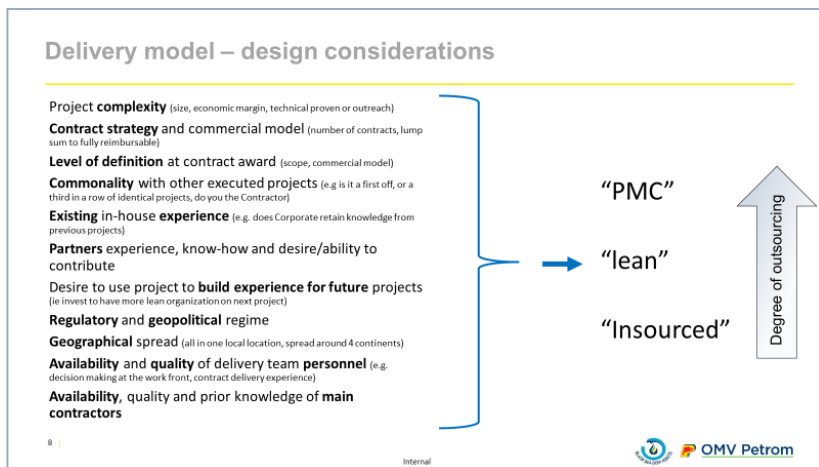 Delivery model – design considerations
Project complexity (size, economic margin, technical proven or outreach)
Contract strategy and commercial model (number of contracts, lump
sum to fully reimbursable)
Level of definition at contract award (scope, commercial model)
Commonality with other executed projects (e.g is it a first off, or a
third in a row of identical projects, do you the Contractor)
Existing in-house experience (e.g. does Corporate retain knowledge from
previous projects)
Partners experience, know-how and desire/ability to
contribute
Desire to use project to build experience for future projects
(ie invest to have more lean organization on next project)
Regulatory and geopolitical regime
Geographical spread (all in one local location, spread around 4 continents)
Availability and quality of delivery team personnel (e.g.
decision making at the work front, contract delivery experience)
Availability, quality and prior knowledge of main
contractors
“PMC”
“lean”
“Insourced”
Degree of outsourcing
8 |
Internal
OMV Petrom